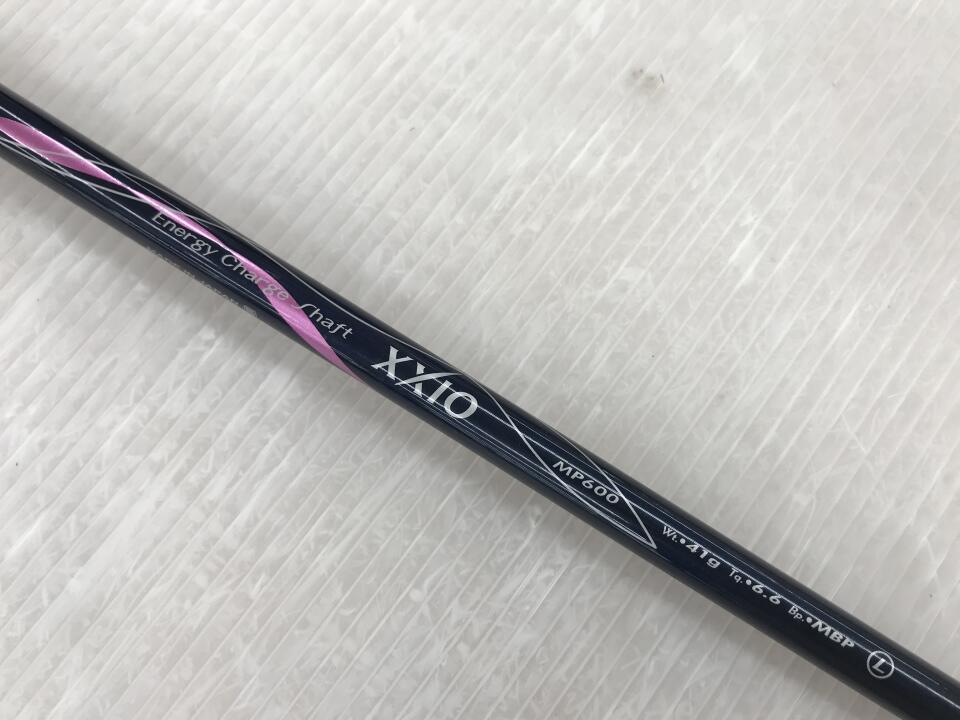 Energy Charge Shaft
XXIO
MP600
Wt.•41g Tq.•6.6 Bp.•MBP L